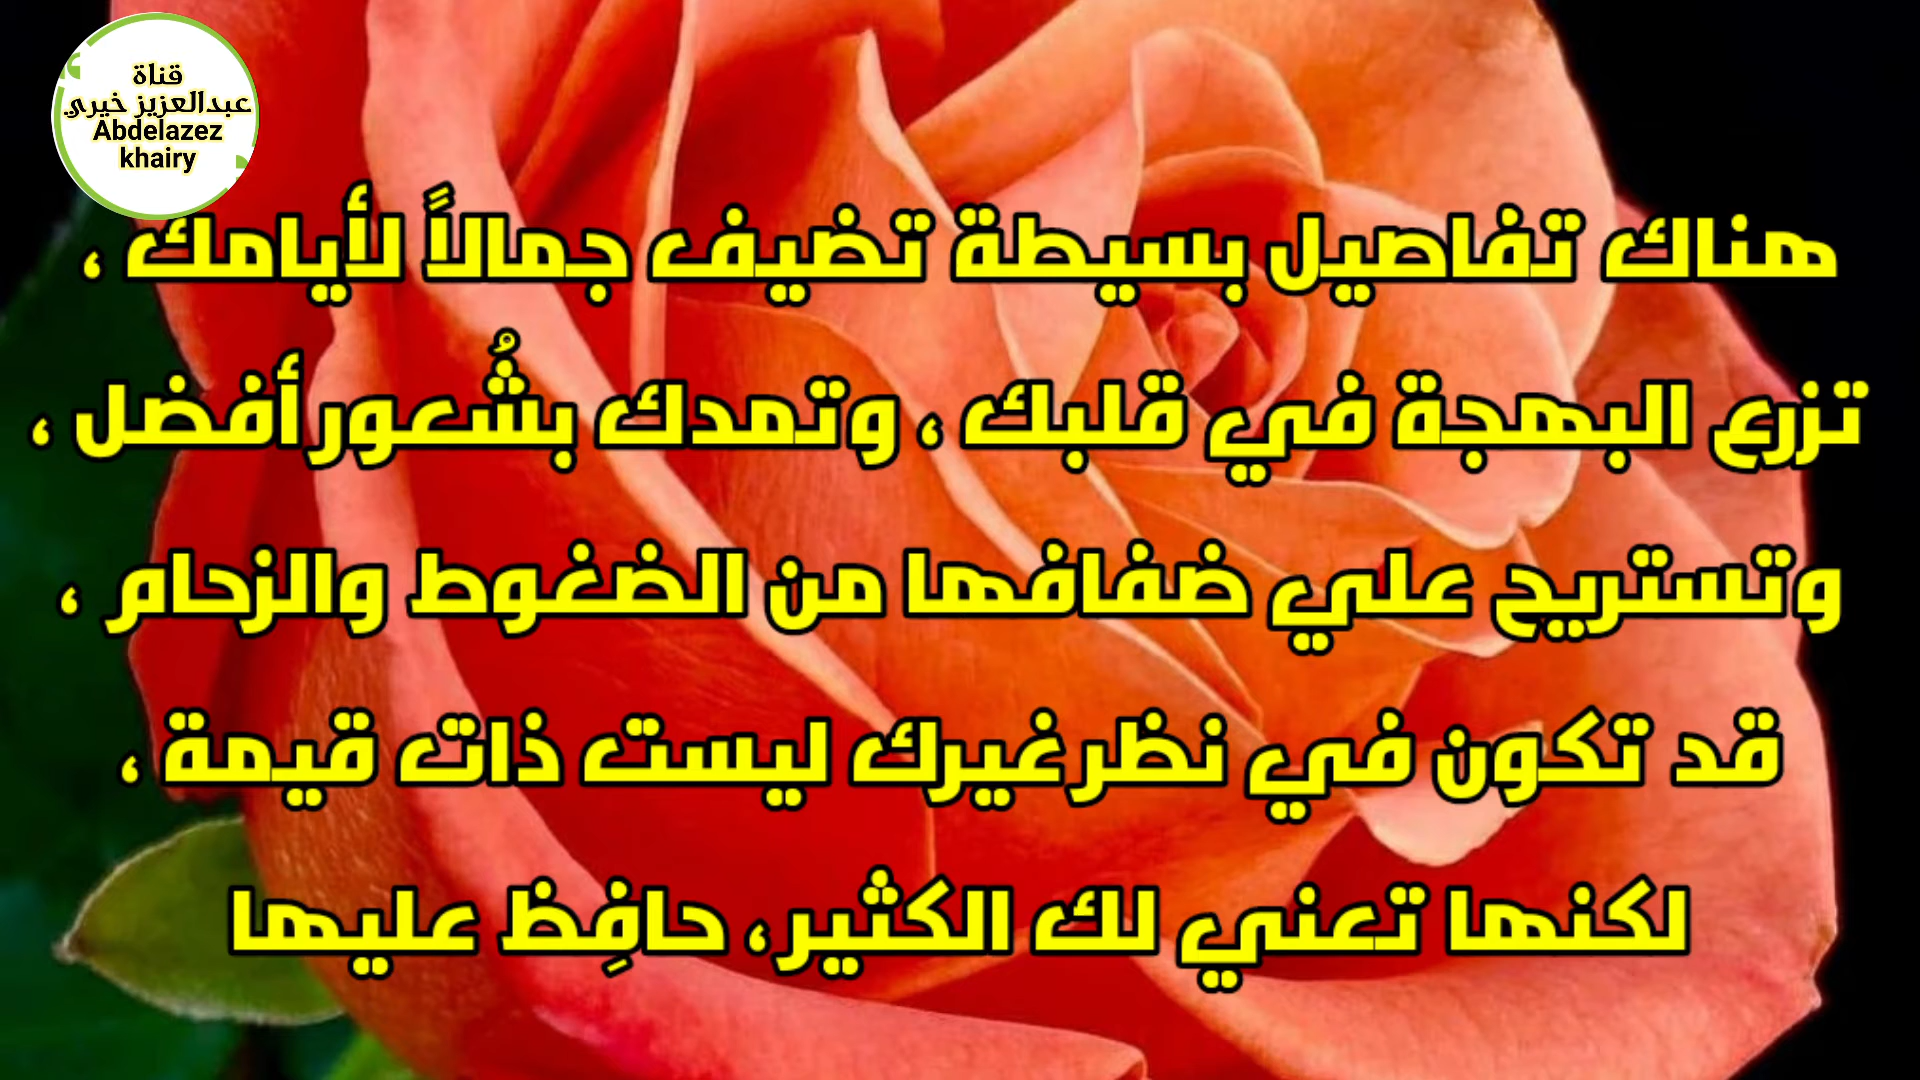 قناة
عبدالعزيز خيري
Abdelazez
khairy
هناك تفاصيل بسيطة تضيف جمالاً لأيامك ،
تزرع البهجة في قلبك ، وتمدك بشُعور أفضل ،
وتستريح علي ضفافها من الضغوط والزحام ،
قد تكون في نظر غيرك ليست ذات قيمة ،
لكنها تعني لك الكثير، حافِظ عليها